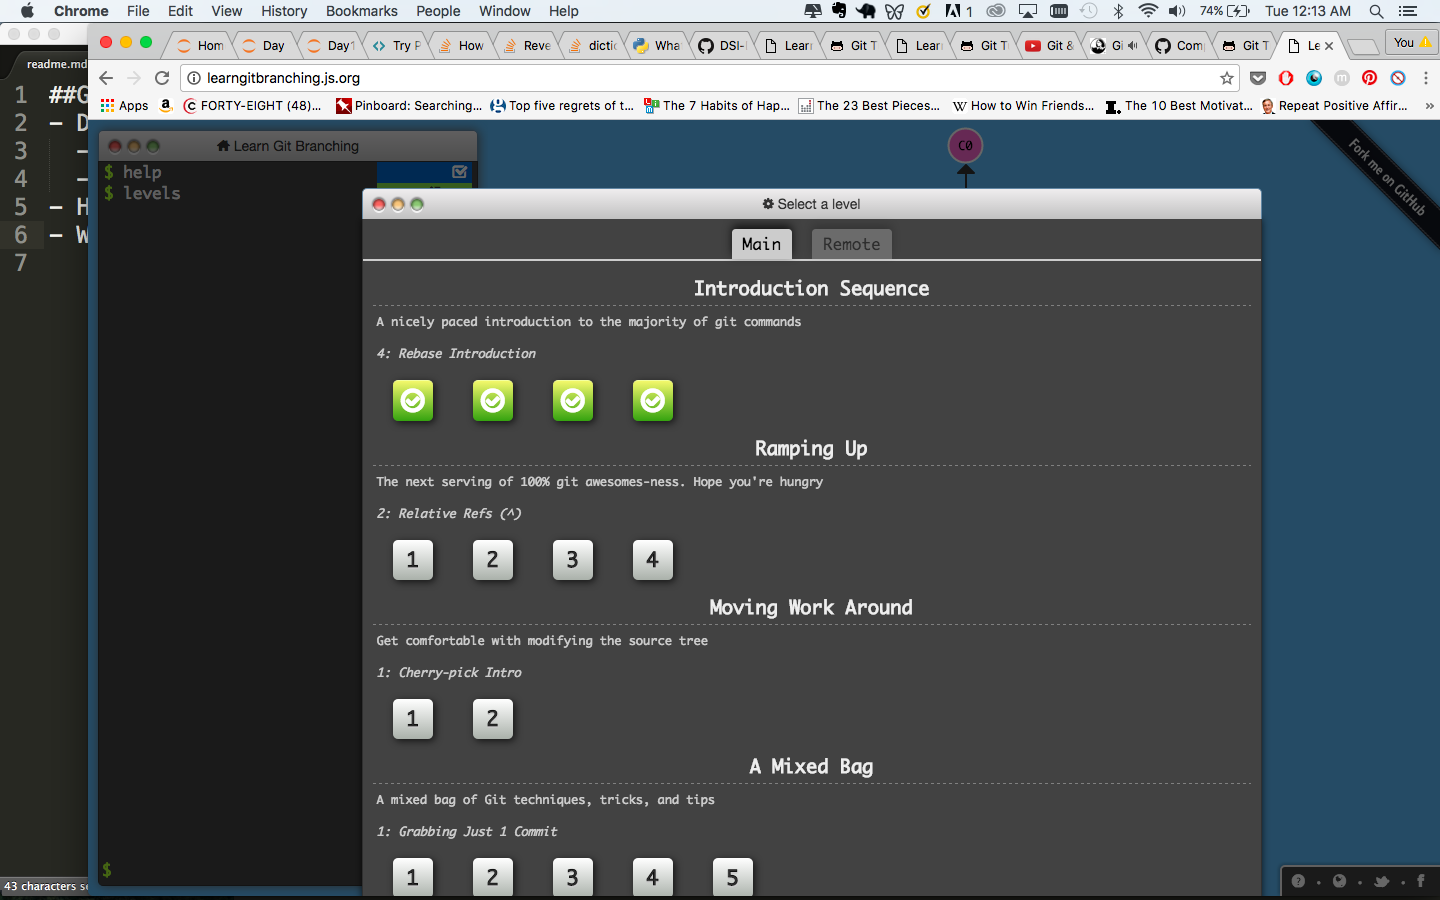 Chrome File Edit View History Bookmarks People Window Help 1 74% Tue 12:13 AM
readme.md
Hom Day Day1 Try P How Reve dictio Wha DSI- Learn Git T Learn Git Ti Git & Gi Com Git T Le You
learngitbranching.js.org
Apps FORTY-EIGHT (48)... Pinboard: Searching... Top five regrets of t... The 7 Habits of Hap... The 23 Best Pieces... How to Win Friends... The 10 Best Motivat... Repeat Positive Affir... »
1 ##G
2 - D
3 -
4 -
5 - H
6 - W
7
43 characters se
Learn Git Branching
$ help
$ levels
$
C0
Fork me on GitHub
Select a level
Main Remote
Introduction Sequence
A nicely paced introduction to the majority of git commands
4: Rebase Introduction
Ramping Up
The next serving of 100% git awesomes-ness. Hope you're hungry
2: Relative Refs (^)
1 2 3 4
Moving Work Around
Get comfortable with modifying the source tree
1: Cherry-pick Intro
1 2
A Mixed Bag
A mixed bag of Git techniques, tricks, and tips
1: Grabbing Just 1 Commit
1 2 3 4 5